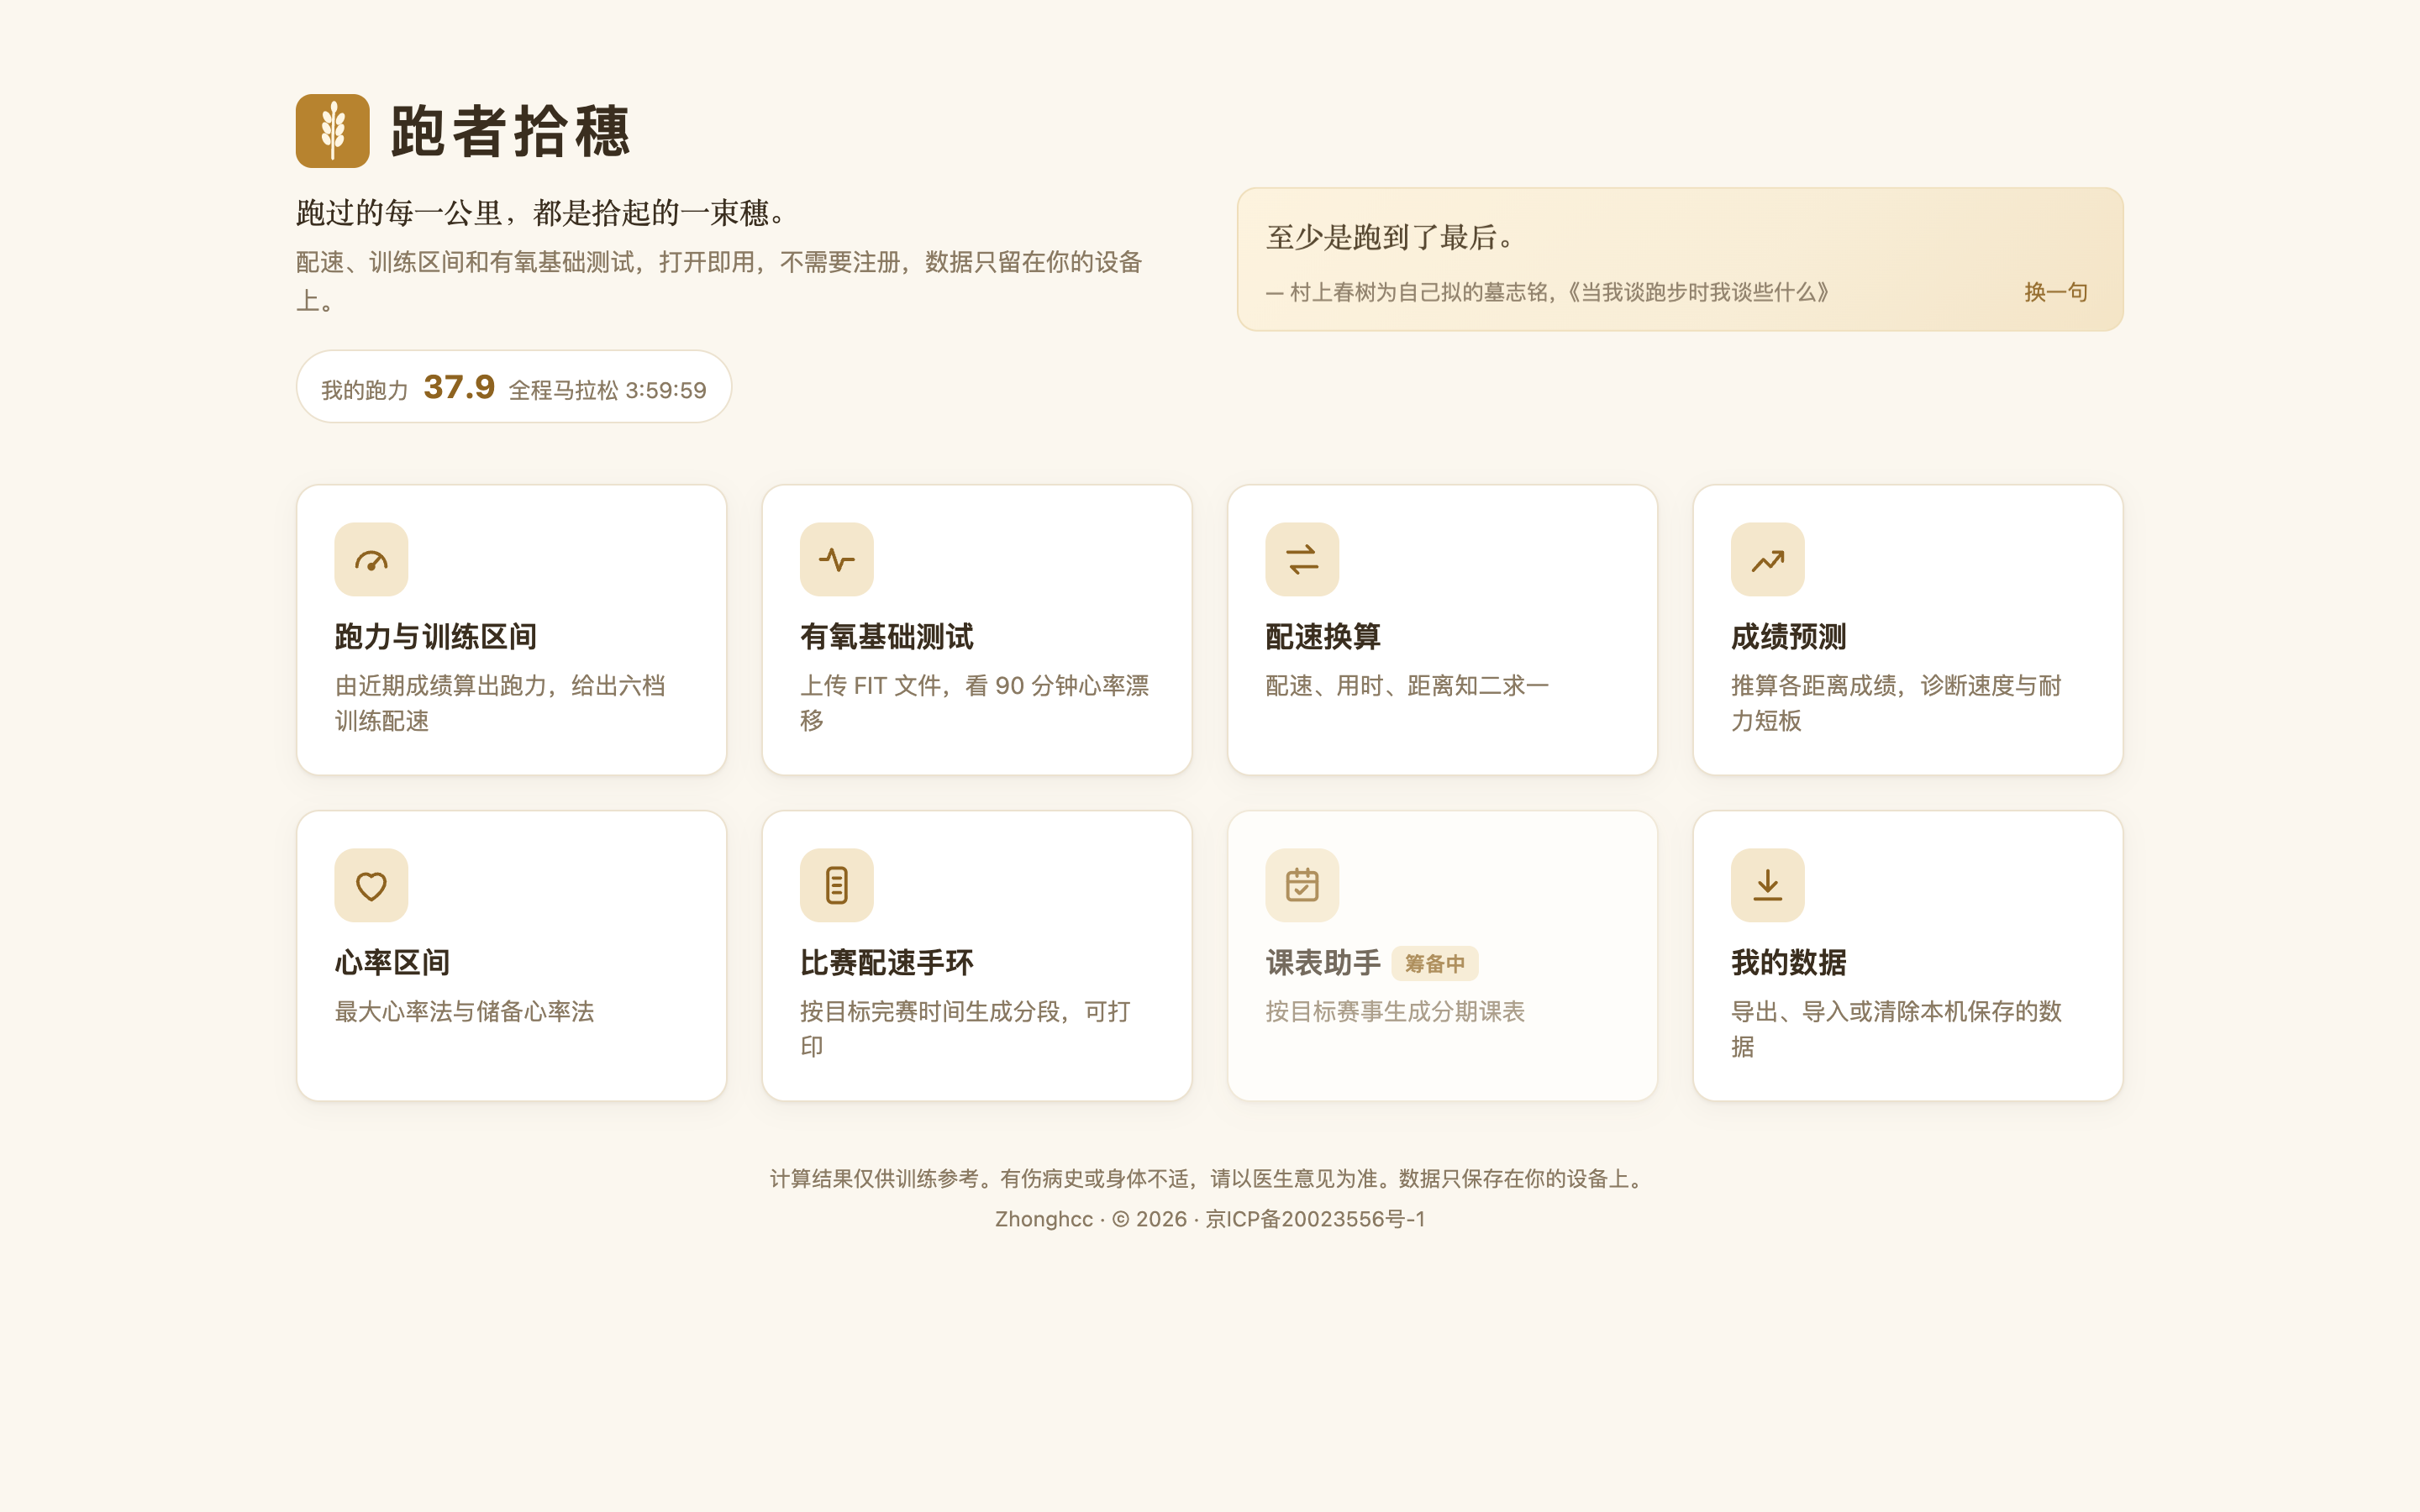 跑者拾穗
跑过的每一公里，都是拾起的一束穗。
配速、训练区间和有氧基础测试，打开即用，不需要注册，数据只留在你的设备
上。
至少是跑到了最后。
— 村上春树为自己拟的墓志铭，《当我谈跑步时我谈些什么》
换一句
我的跑力 37.9 全程马拉松 3:59:59
跑力与训练区间
由近期成绩算出跑力，给出六档
训练配速
有氧基础测试
上传 FIT 文件，看 90 分钟心率漂
移
配速换算
配速、用时、距离知二求一
成绩预测
推算各距离成绩，诊断速度与耐
力短板
心率区间
最大心率法与储备心率法
比赛配速手环
按目标完赛时间生成分段，可打
印
课表助手 筹备中
按目标赛事生成分期课表
我的数据
导出、导入或清除本机保存的数
据
计算结果仅供训练参考。有伤病史或身体不适，请以医生意见为准。数据只保存在你的设备上。
Zhonghcc · © 2026 · 京ICP备20023556号-1